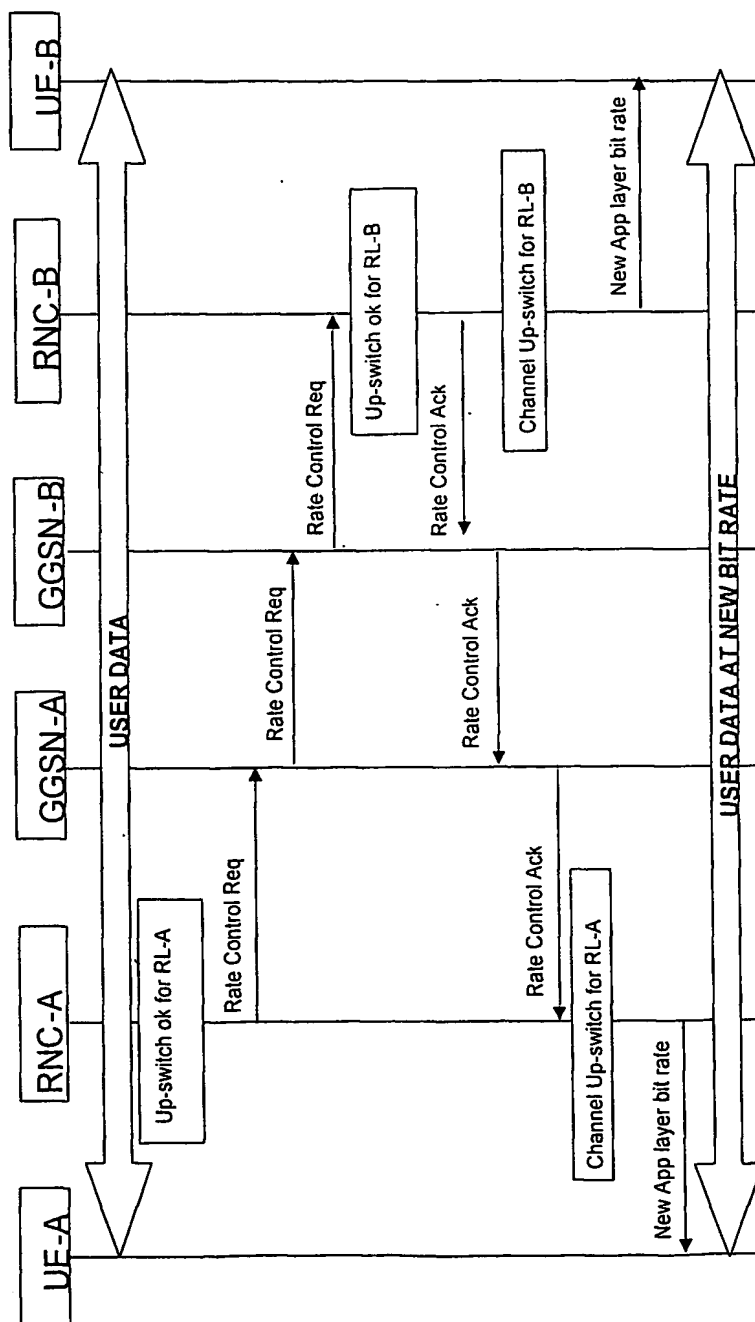 UE-A
RNC-A
GGSN-A
GGSN-B
RNC-B
UE-B
USER DATA
Up-switch ok for RL-A
Rate Control Req
Rate Control Req
Rate Control Req
Up-switch ok for RL-B
Rate Control Ack
Rate Control Ack
Channel Up-switch for RL-B
Rate Control Ack
Channel Up-switch for RL-A
New App layer bit rate
New App layer bit rate
USER DATA AT NEW BIT RATE